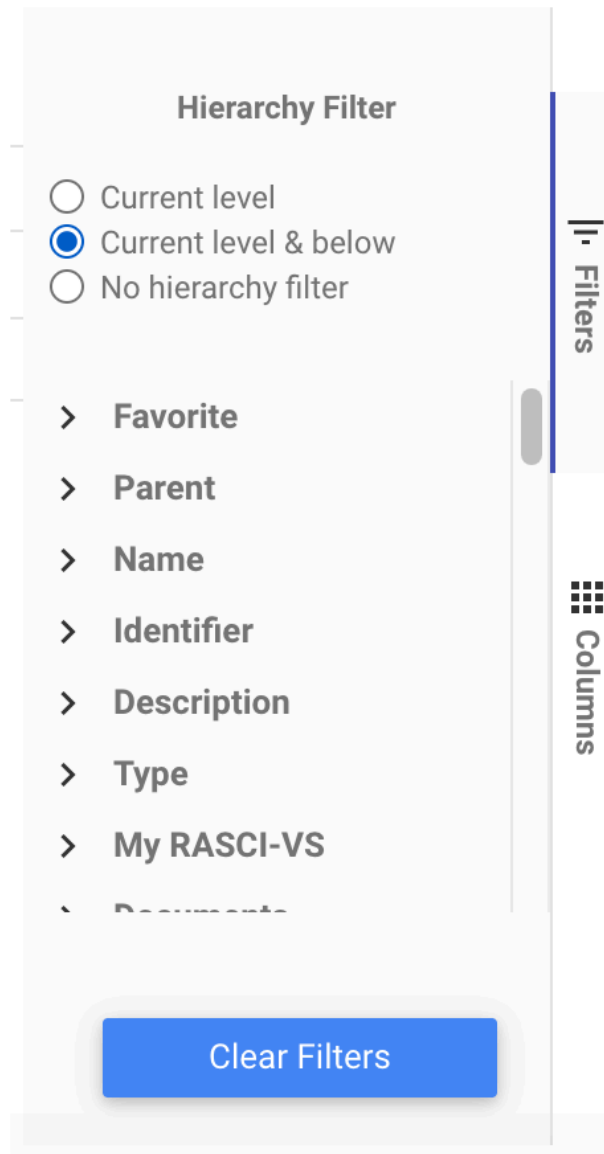 Hierarchy Filter
Current level
Current level & below
No hierarchy filter
Favorite
Parent
Name
Identifier
Description
Type
My RASCI-VS
Documents
Clear Filters
Filters
Columns